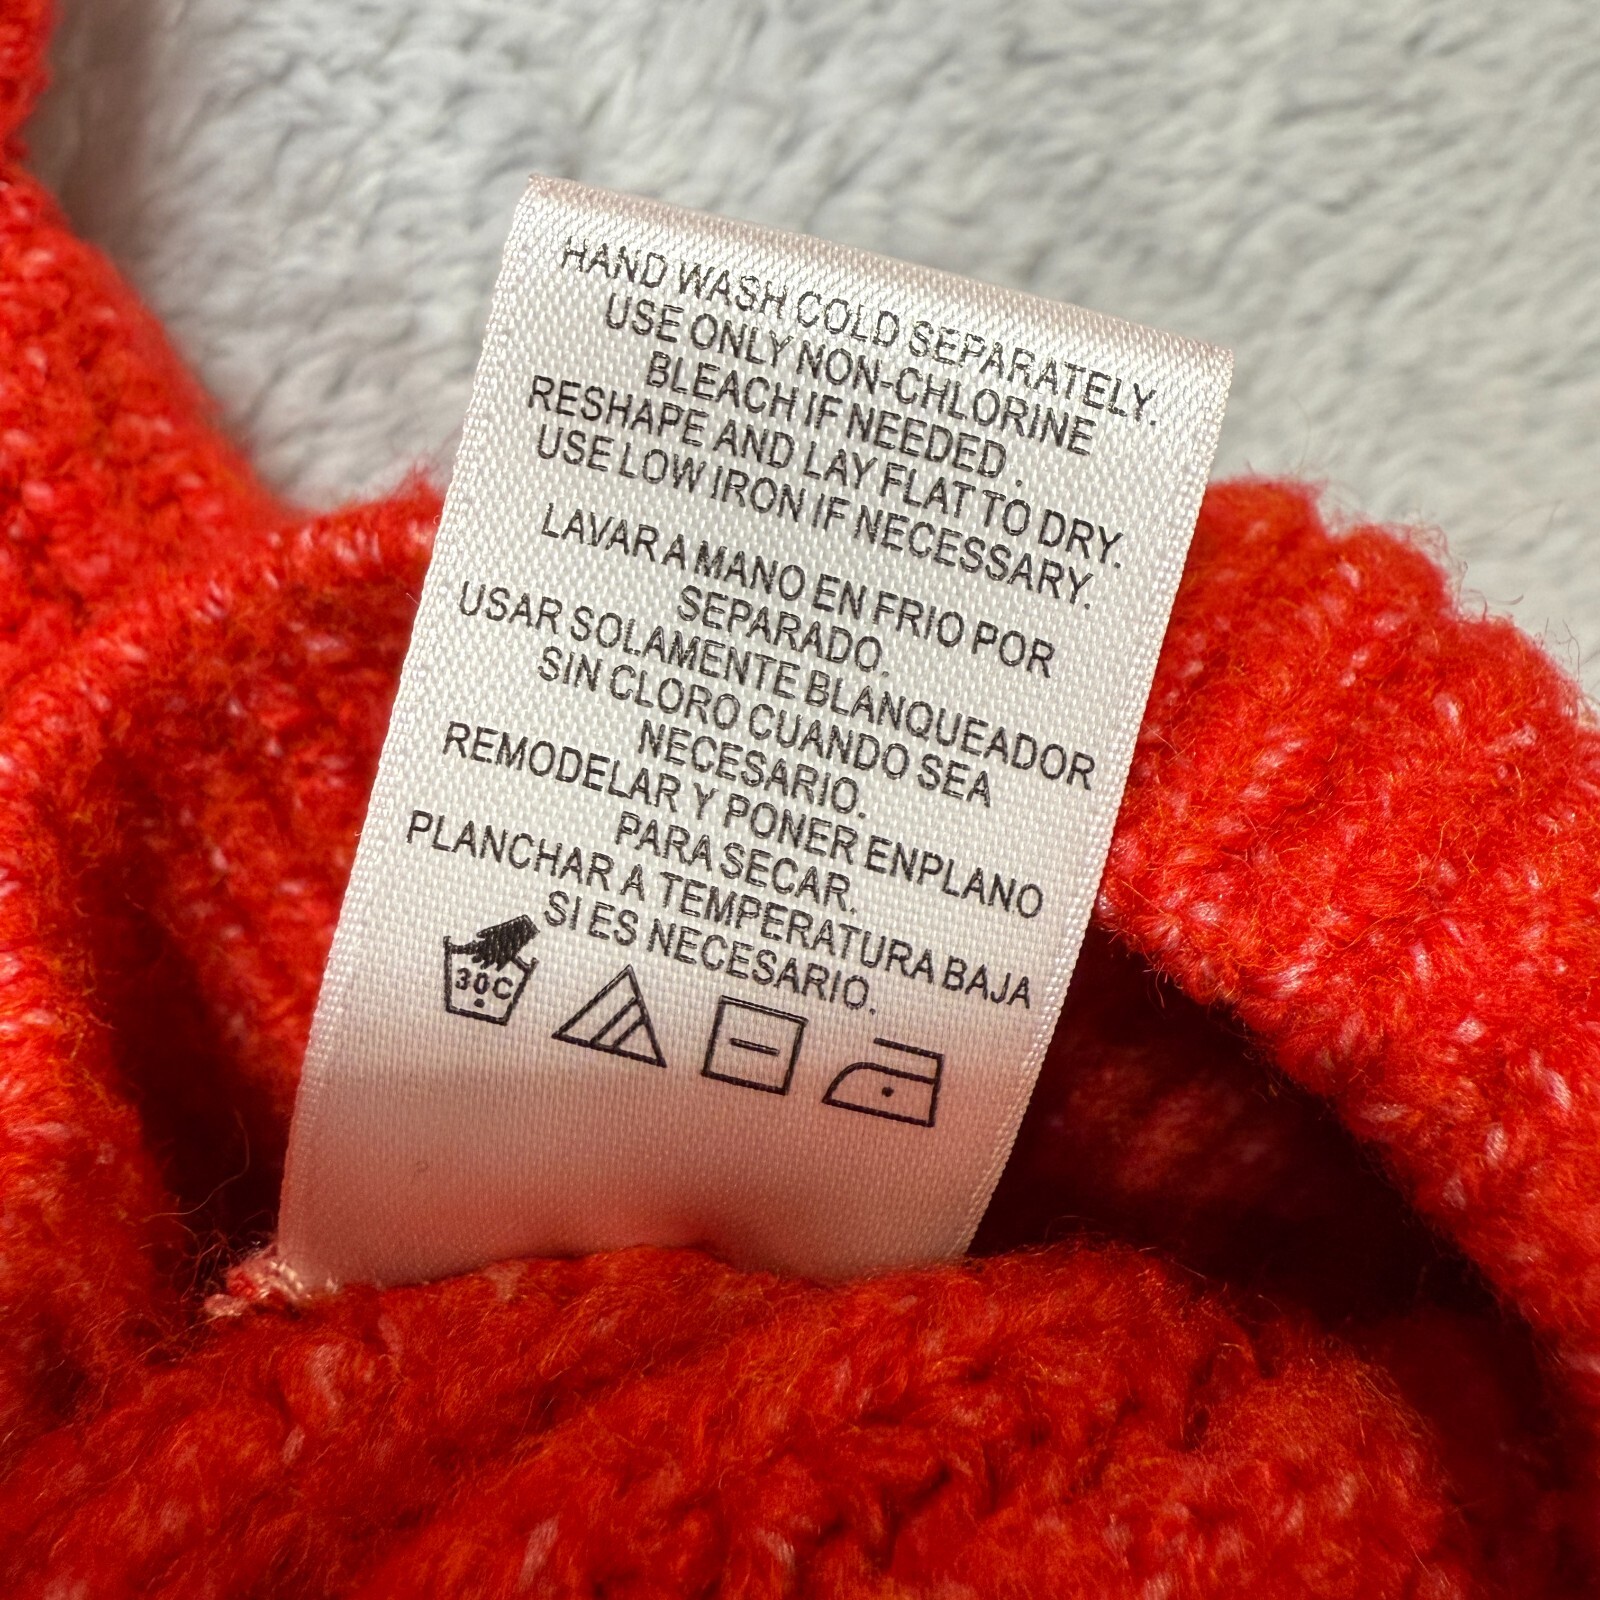 HAND WASH COLD SEPARATELY.
USE ONLY NON-CHLORINE
BLEACH IF NEEDED.
RESHAPE AND LAY FLAT TO DRY.
USE LOW IRON IF NECESSARY.
LAVAR A MANO EN FRIO POR
SEPARADO.
USAR SOLAMENTE BLANQUEADOR
SIN CLORO CUANDO SEA
NECESARIO.
REMODELAR Y PONER ENPLANO
PARA SECAR.
PLANCHAR A TEMPERATURA BAJA
SI ES NECESARIO.
30C